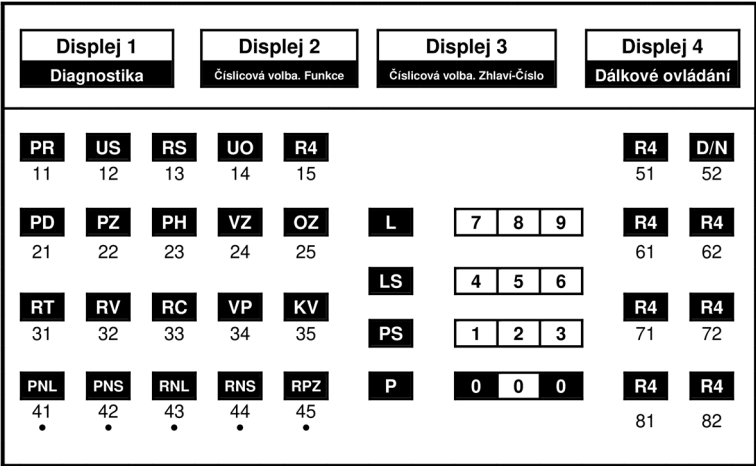 Displej 1 Displej 2 Displej 3 Displej 4
Diagnostika Číslicová volba. Funkce Číslicová volba. Zhlaví-Číslo Dálkové ovládání
PR US RS UO R4 R4 D/N
11 12 13 14 15 51 52
PD PZ PH VZ OZ L 7 8 9 R4 R4
21 22 23 24 25 61 62
LS 4 5 6
RT RV RC VP KV R4 R4
31 32 33 34 35 PS 1 2 3 71 72
PNL PNS RNL RNS RPZ P 0 0 0 R4 R4
41 42 43 44 45 81 82
• • • • •